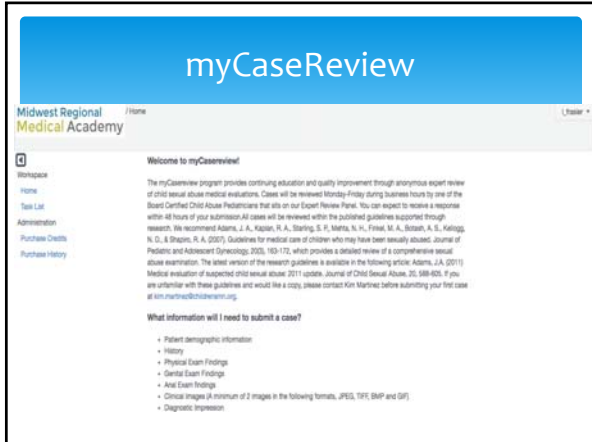 myCaseReview
Midwest Regional
Medical Academy
/ Home
Welcome to myCasereview!
Workspace
Home
Task List
Administration
Purchase Credits
Purchase History
The myCasereview program provides continuing education and quality improvement through anonymous expert review
of child sexual abuse medical evaluations. Cases will be reviewed Monday-Friday during business hours by one of the
Board Certified Child Abuse Pediatricians that sits on our Expert Review Panel. You can expect to receive a response
within 48 hours of your submission.All cases will be reviewed within the published guidelines supported through
research. We recommend Adams, J. A., Kaplan, R. A., Starling, S. P., Mehta, N. H., Finkel, M. A., Botash, A. S., Kellogg,
N. D., & Shapiro, R. A. (2007). Guidelines for medical care of children who may have been sexually abused. Journal of
Pediatric and Adolescent Gynecology, 20(3), 163-172, which provides a detailed review of a comprehensive sexual
abuse examination. The latest version of the research guidelines is available in the following article: Adams, J.A. (2011)
Medical evaluation of suspected child sexual abuse: 2011 update. Journal of Child Sexual Abuse, 20, 588-605. If you
are unfamiliar with these guidelines and would like a copy, please contact Kim Martinez before submitting your first case
at kim.martinez@childrensmn.org.
What information will I need to submit a case?
Patient demographic information
History
Physical Exam Findings
Genital Exam Findings
Anal Exam findings
Clinical Images (A minimum of 2 images in the following formats, JPEG, TIFF, BMP and GIF)
Diagnostic Impression